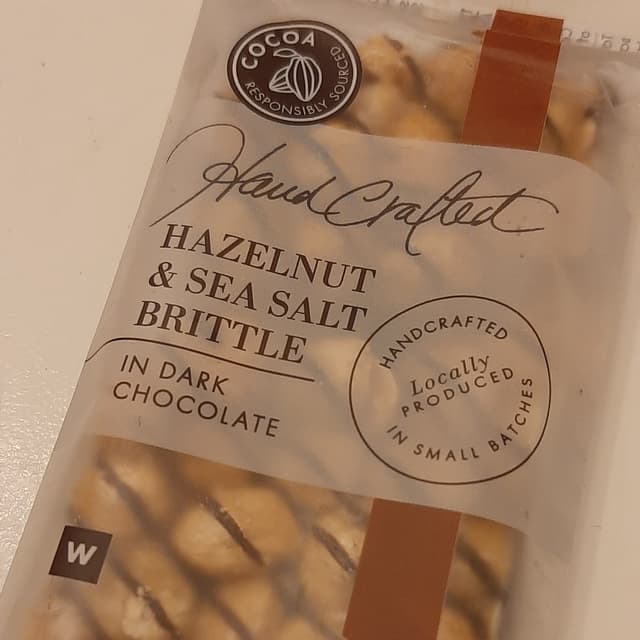 COCOA
RESPONSIBLY SOURCED
Hand Crafted
HAZELNUT
& SEA SALT
BRITTLE
IN DARK
CHOCOLATE
HANDCRAFTED
Locally
PRODUCED
IN SMALL BATCHES
W